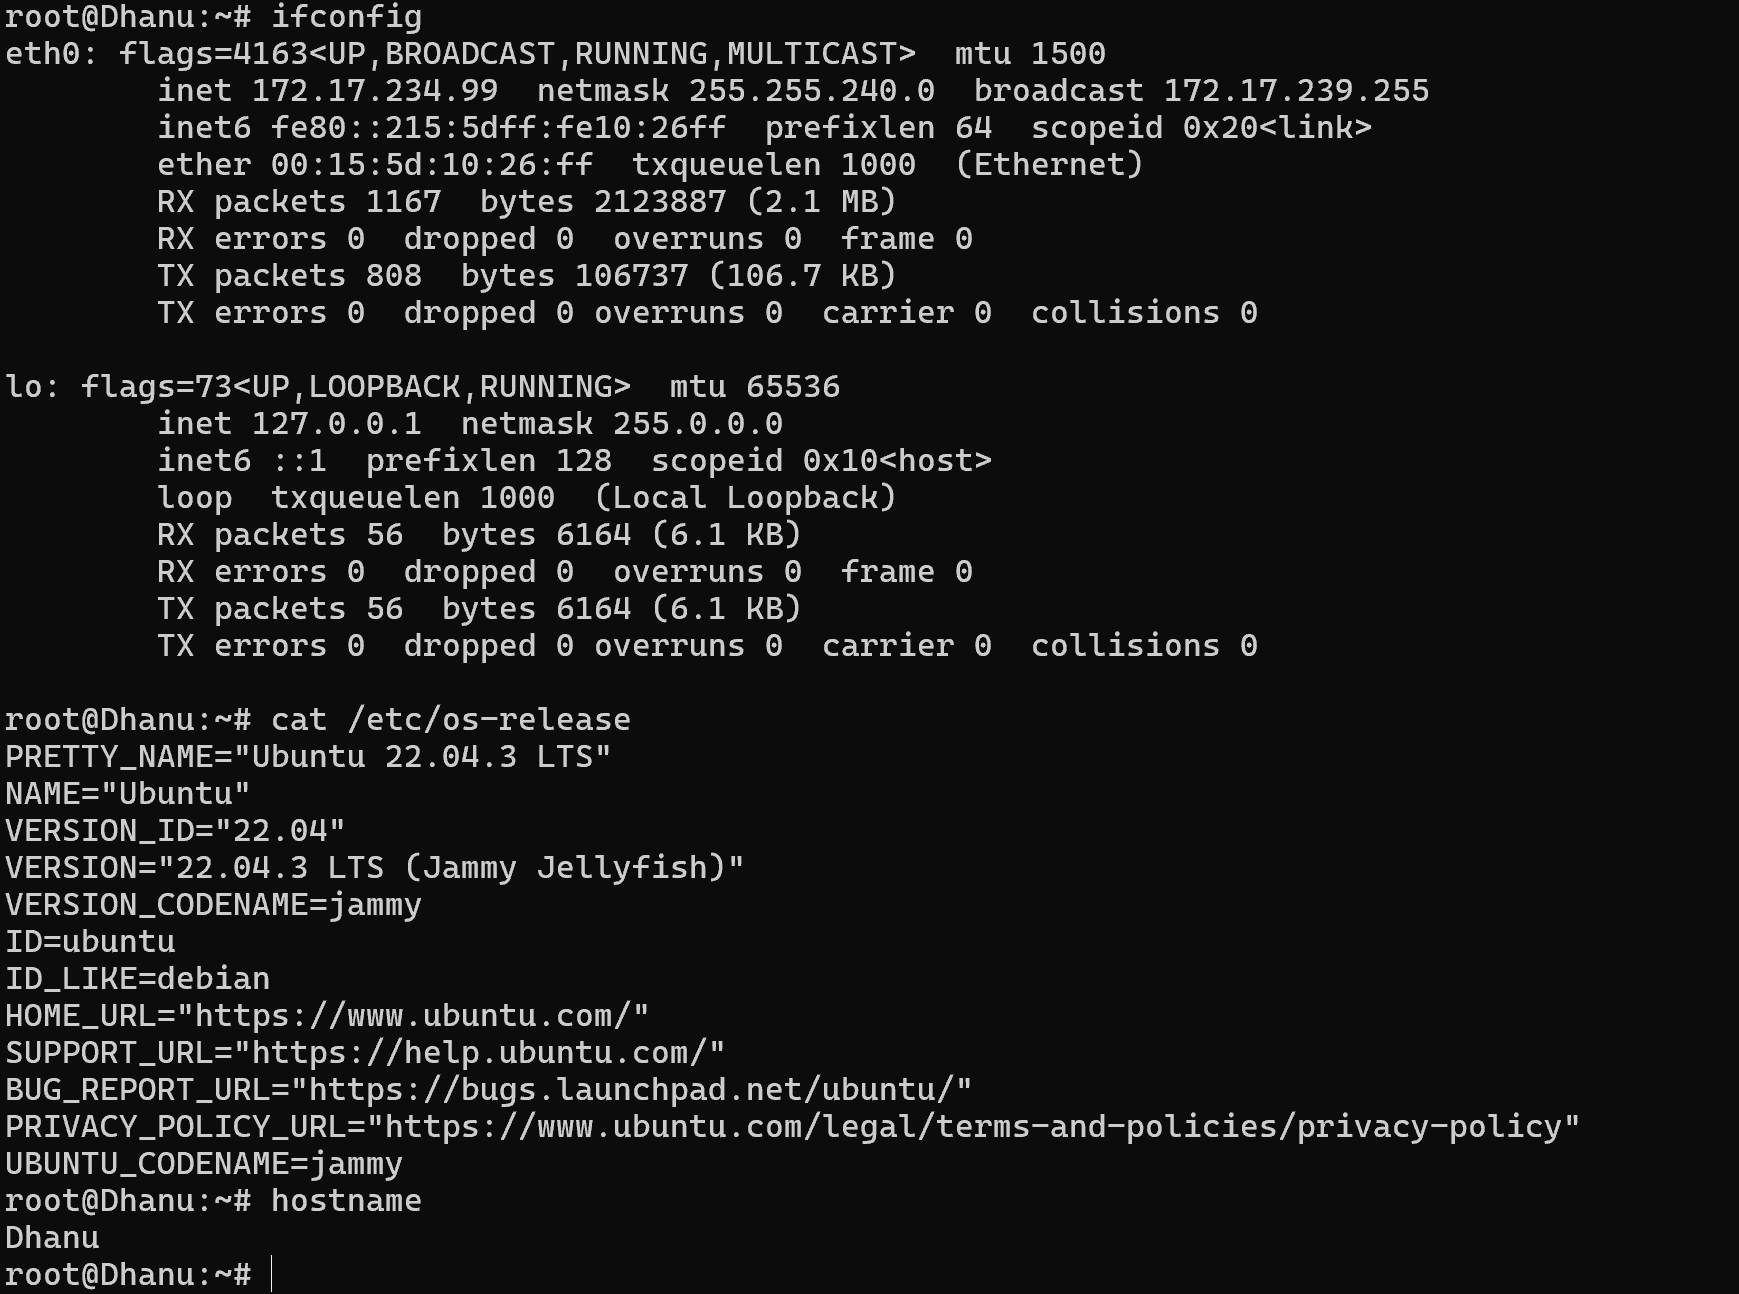 root@Dhanu:~# ifconfig
eth0: flags=4163<UP,BROADCAST,RUNNING,MULTICAST>  mtu 1500
        inet 172.17.234.99  netmask 255.255.240.0  broadcast 172.17.239.255
        inet6 fe80::215:5dff:fe10:26ff  prefixlen 64  scopeid 0x20<link>
        ether 00:15:5d:10:26:ff  txqueuelen 1000  (Ethernet)
        RX packets 1167  bytes 2123887 (2.1 MB)
        RX errors 0  dropped 0  overruns 0  frame 0
        TX packets 808  bytes 106737 (106.7 KB)
        TX errors 0  dropped 0 overruns 0  carrier 0  collisions 0

lo: flags=73<UP,LOOPBACK,RUNNING>  mtu 65536
        inet 127.0.0.1  netmask 255.0.0.0
        inet6 ::1  prefixlen 128  scopeid 0x10<host>
        loop  txqueuelen 1000  (Local Loopback)
        RX packets 56  bytes 6164 (6.1 KB)
        RX errors 0  dropped 0  overruns 0  frame 0
        TX packets 56  bytes 6164 (6.1 KB)
        TX errors 0  dropped 0 overruns 0  carrier 0  collisions 0

root@Dhanu:~# cat /etc/os-release
PRETTY_NAME="Ubuntu 22.04.3 LTS"
NAME="Ubuntu"
VERSION_ID="22.04"
VERSION="22.04.3 LTS (Jammy Jellyfish)"
VERSION_CODENAME=jammy
ID=ubuntu
ID_LIKE=debian
HOME_URL="https://www.ubuntu.com/"
SUPPORT_URL="https://help.ubuntu.com/"
BUG_REPORT_URL="https://bugs.launchpad.net/ubuntu/"
PRIVACY_POLICY_URL="https://www.ubuntu.com/legal/terms-and-policies/privacy-policy"
UBUNTU_CODENAME=jammy
root@Dhanu:~# hostname
Dhanu
root@Dhanu:~#